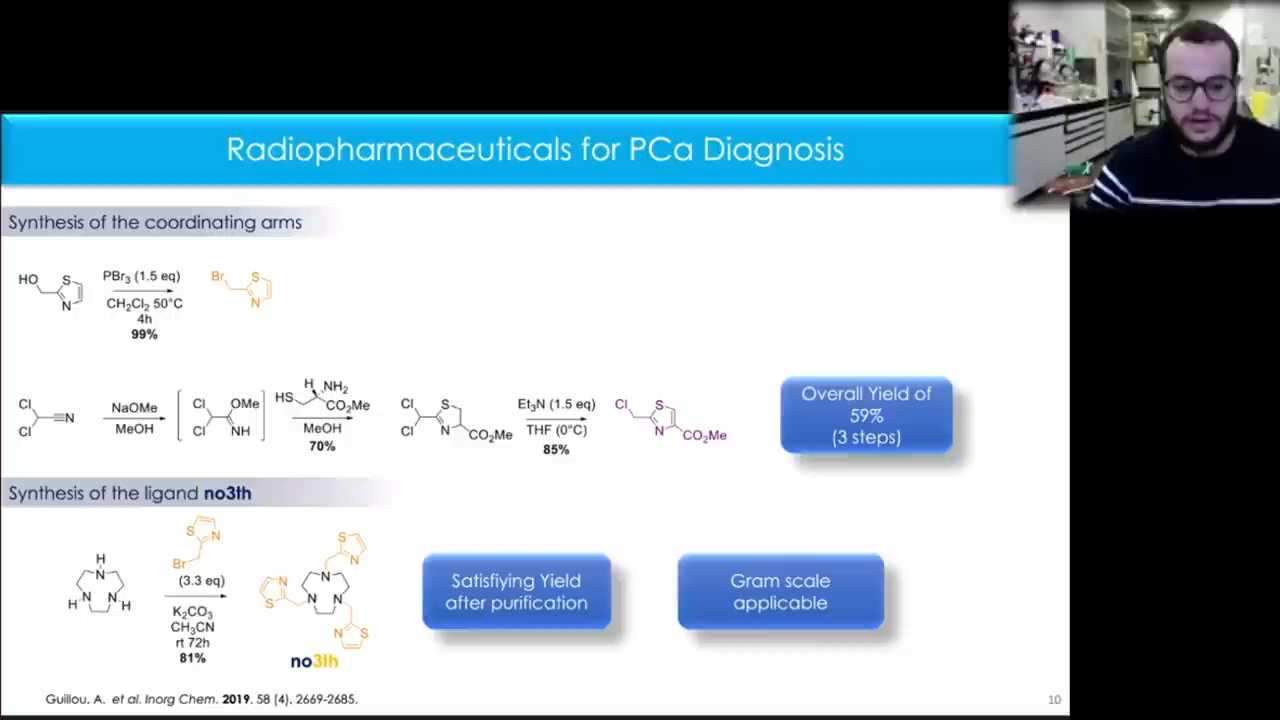 Radiopharmaceuticals for PCa Diagnosis
Synthesis of the coordinating arms
HO
S
N
PBr3 (1.5 eq)
CH2Cl2 50°C
4h
99%
Br
S
N
Cl
Cl
N
NaOMe
MeOH
Cl
OMe
Cl
NH
H
NH2
HS
CO2Me
MeOH
70%
Cl
S
Cl
N
CO2Me
Et3N (1.5 eq)
THF (0°C)
85%
Cl
S
N
CO2Me
Overall Yield of
59%
(3 steps)
Synthesis of the ligand no3th
H
N
N
N
H
H
S
N
Br
(3.3 eq)
K2CO3
CH3CN
rt 72h
81%
S
N
N
S
N
N
N
N
S
no3th
Satisfiying Yield
after purification
Gram scale
applicable
Guillou, A. et al. Inorg Chem. 2019, 58 (4), 2669-2685.
10